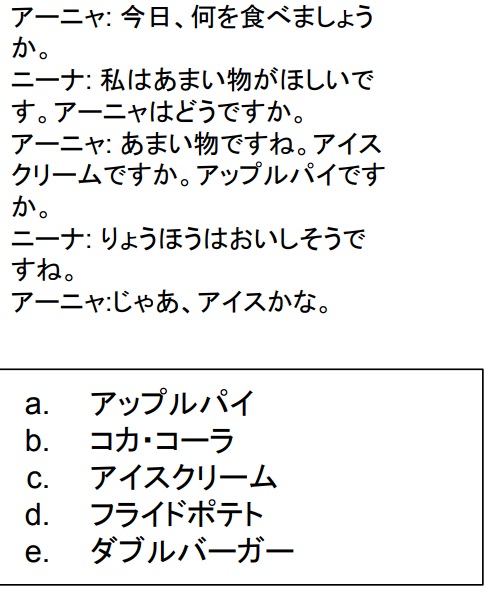 アーニャ: 今日、何を食べましょう
か。
ニーナ: 私はあまい物がほしいで
す。アーニャはどうですか。
アーニャ: あまい物ですね。アイス
クリームですか。アップルパイです
か。
ニーナ: りょうほうはおいしそうで
すね。
アーニャ:じゃあ、アイスかな。
a. アップルパイ
b. コカ・コーラ
c. アイスクリーム
d. フライドポテト
e. ダブルバーガー